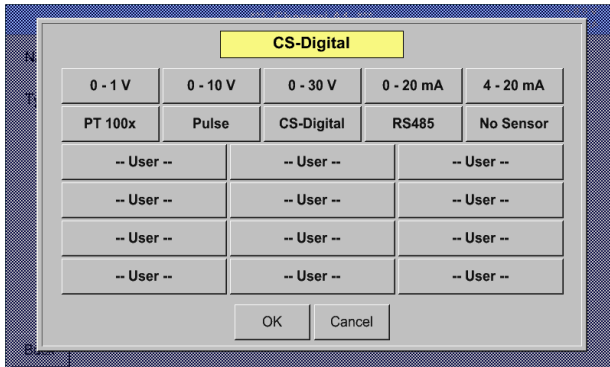 CS-Digital
0 - 1 V 0 - 10 V 0 - 30 V 0 - 20 mA 4 - 20 mA
PT 100x Pulse CS-Digital RS485 No Sensor
-- User -- -- User -- -- User --
-- User -- -- User -- -- User --
-- User -- -- User -- -- User --
-- User -- -- User -- -- User --
OK Cancel